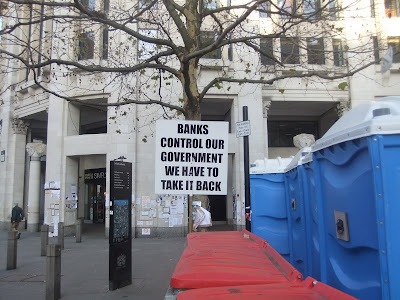 BANKS
CONTROL OUR
GOVERNMENT
WE HAVE TO
TAKE IT BACK